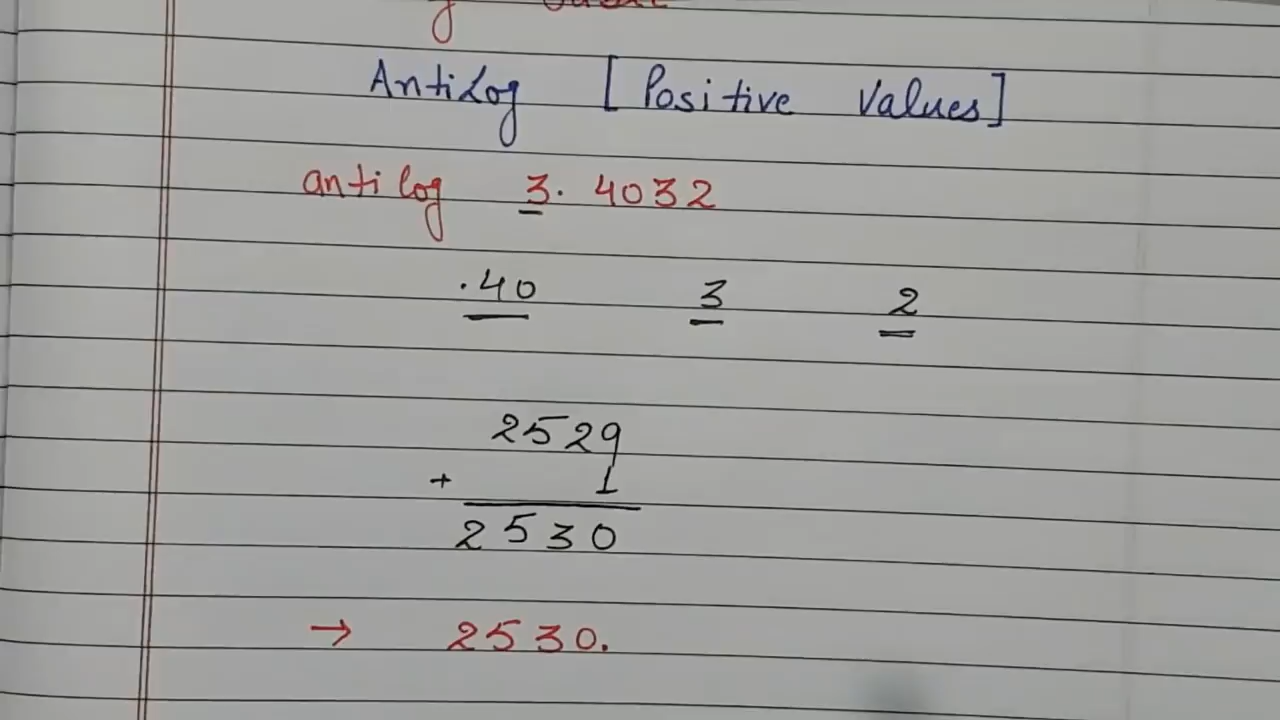 Antilog [Positive Values]
antilog 3.4032
.40 3 2
2529
+ 1
2530
→ 2530.